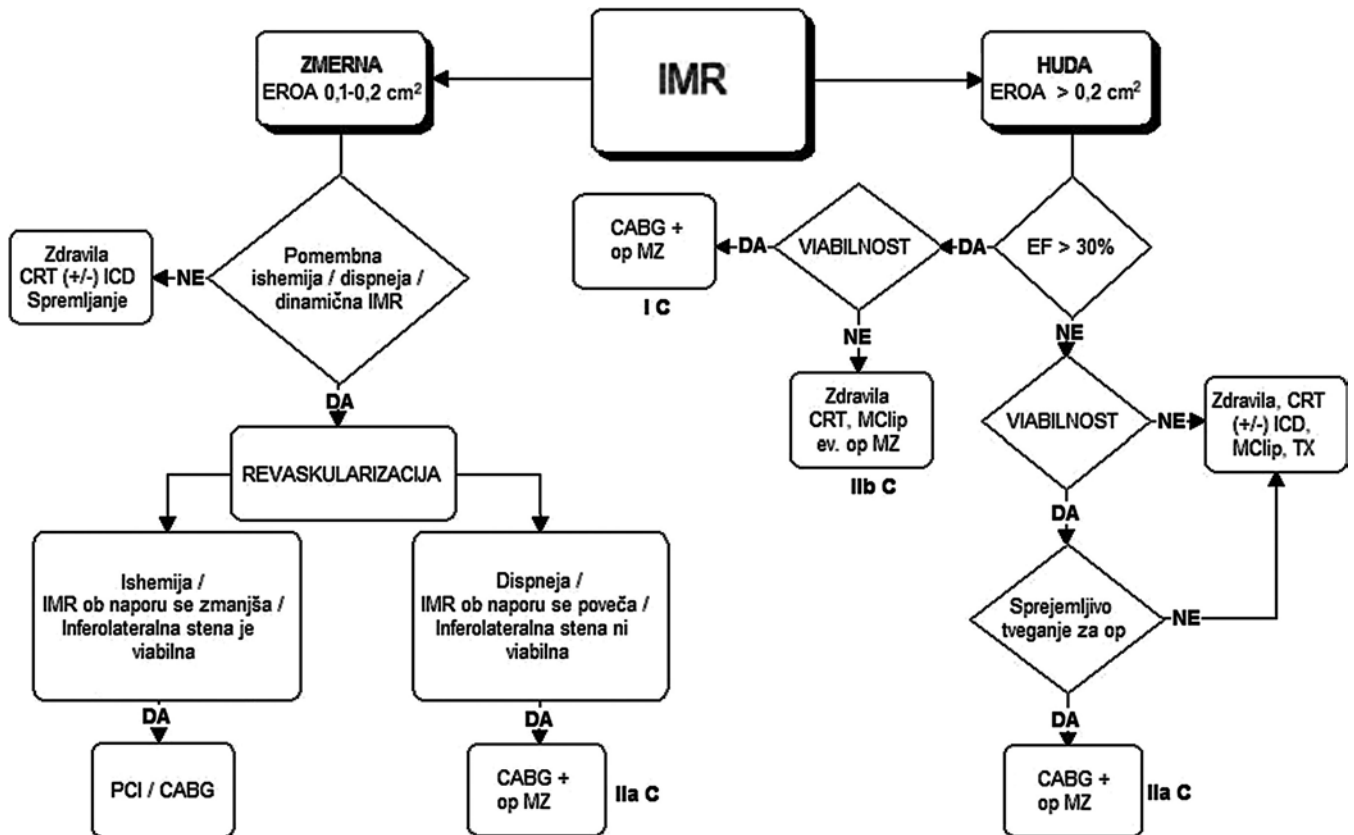 IMR
ZMERNA
EROA 0,1-0,2 cm²
HUDA
EROA > 0,2 cm²
Pomembna
ishemija / dispneja /
dinamična IMR
NE
Zdravila
CRT (+/-) ICD
Spremljanje
DA
REVASKULARIZACIJA
Ishemija /
IMR ob naporu se zmanjša /
Inferolateralna stena je
viabilna
DA
PCI / CABG
Dispneja /
IMR ob naporu se poveča /
Inferolateralna stena ni
viabilna
DA
CABG +
op MZ
IIa C
EF > 30%
DA
VIABILNOST
DA
CABG +
op MZ
I C
NE
Zdravila
CRT, MClip
ev. op MZ
IIb C
NE
VIABILNOST
NE
Zdravila, CRT
(+/-) ICD,
MClip, TX
DA
Sprejemljivo
tveganje za op
NE
DA
CABG +
op MZ
IIa C